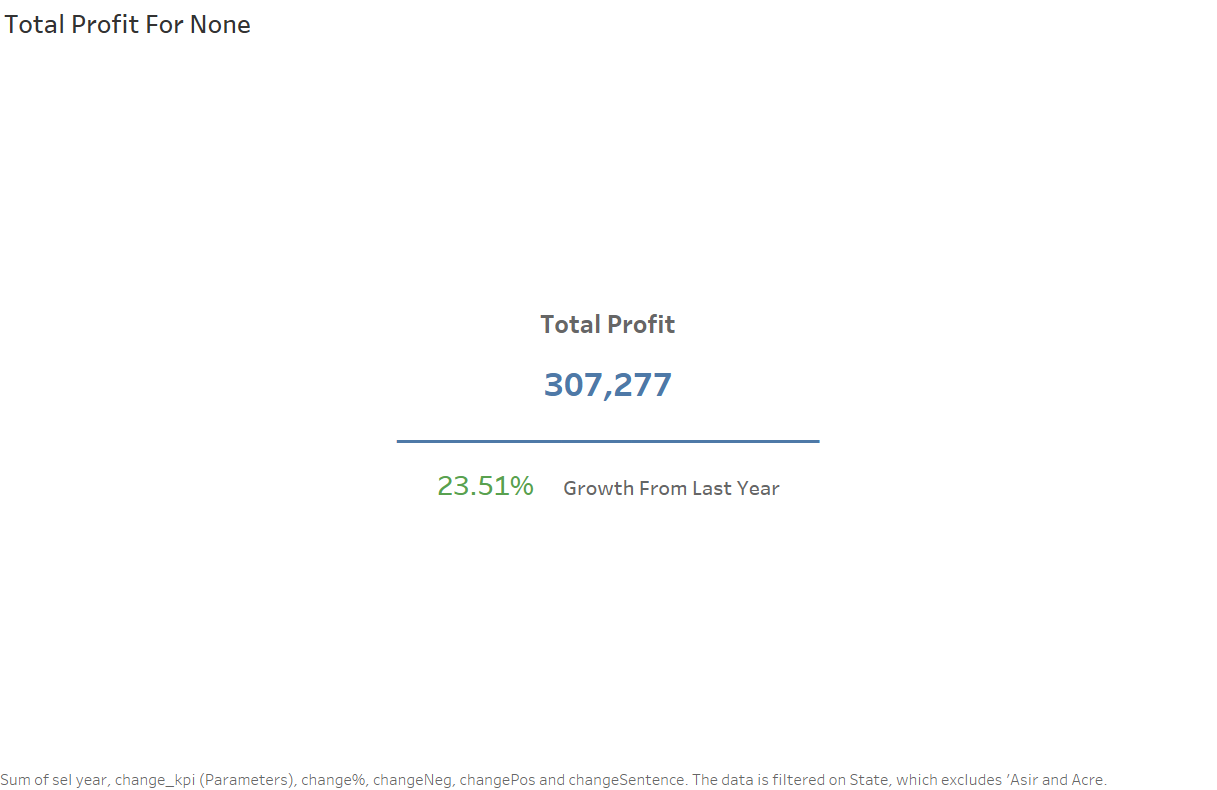 Total Profit For None
Total Profit
307,277
23.51% Growth From Last Year
Sum of sel year, change_kpi (Parameters), change%, changeNeg, changePos and changeSentence. The data is filtered on State, which excludes ’Asir and Acre.